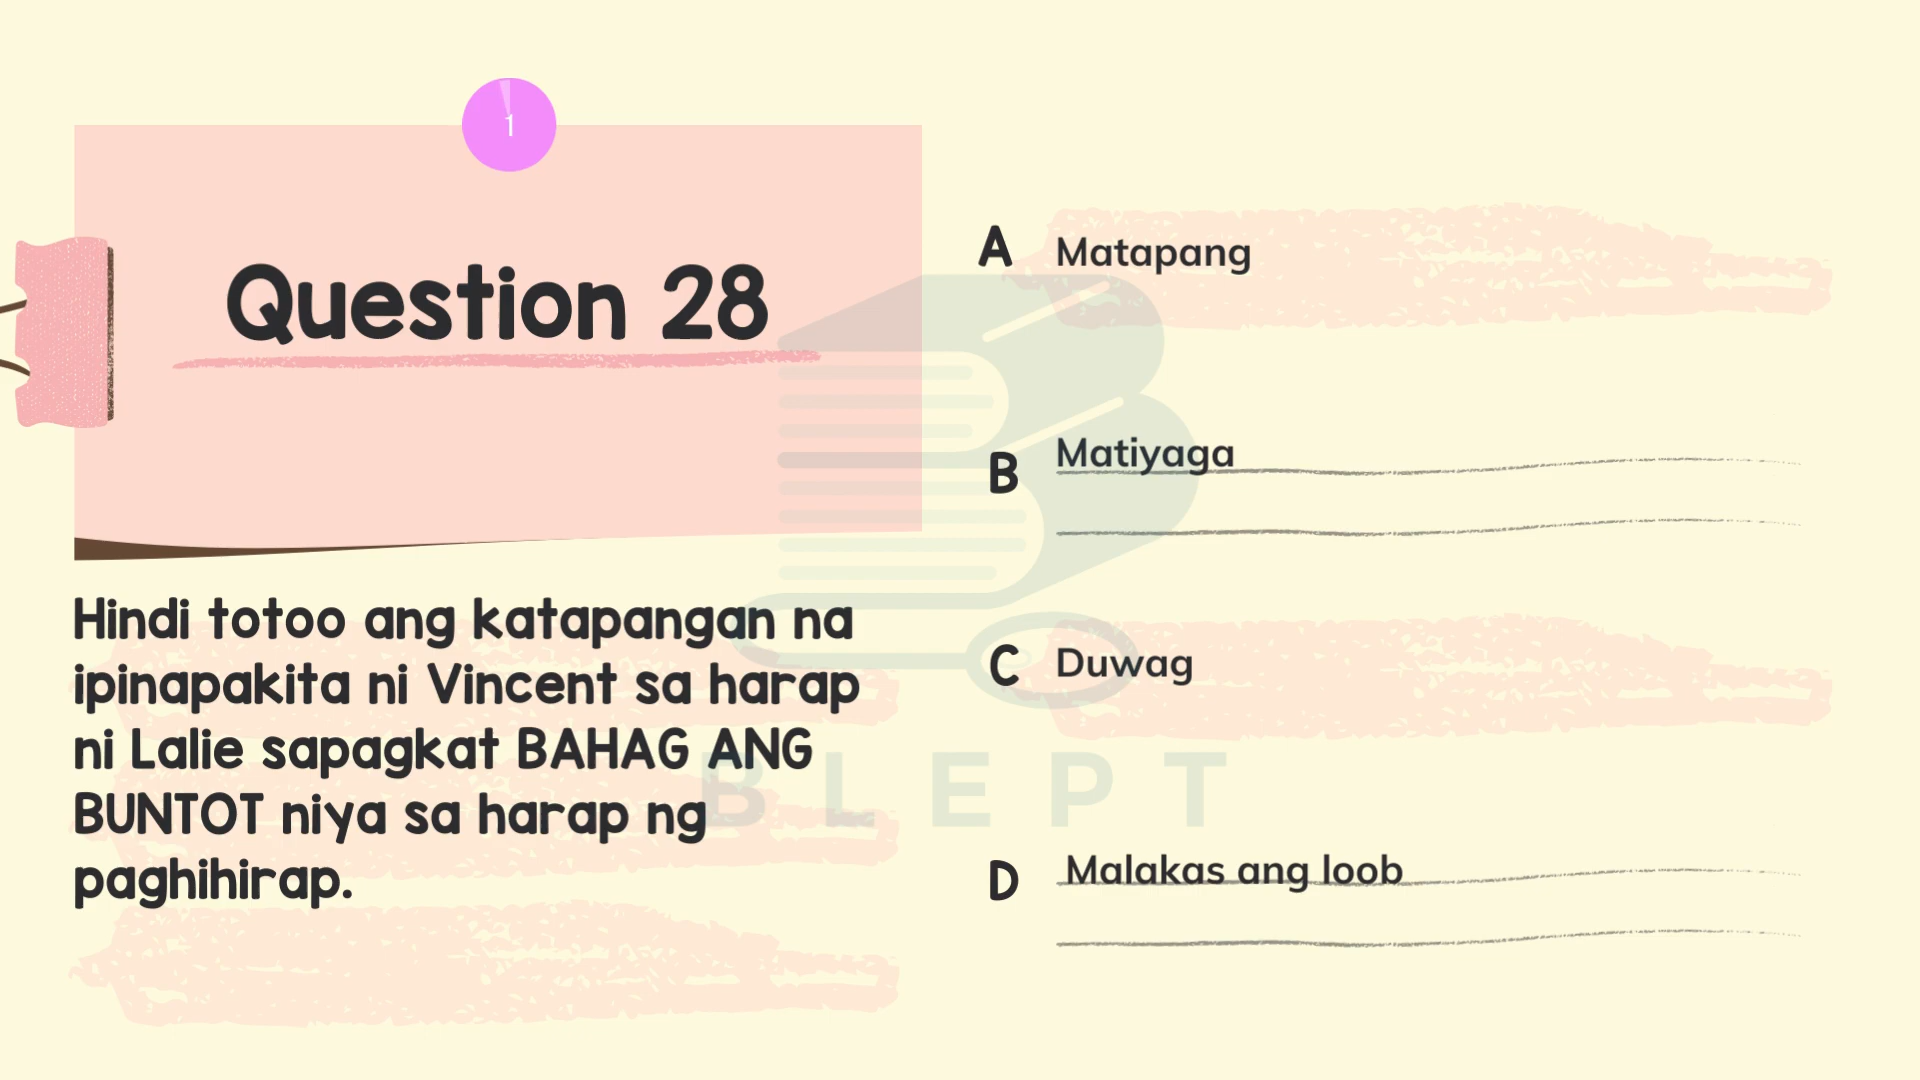 1
Question 28
Hindi totoo ang katapangan na
ipinapakita ni Vincent sa harap
ni Lalie sapagkat BAHAG ANG
BUNTOT niya sa harap ng
paghihirap.
A Matapang
B Matiyaga
C Duwag
D Malakas ang loob
BLEPT